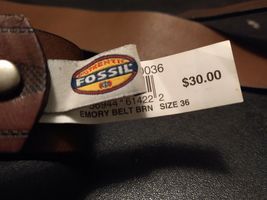 AUTHENTIC
FOSSIL
0036
$30.00
61422 2
EMORY BELT BRN SIZE 36